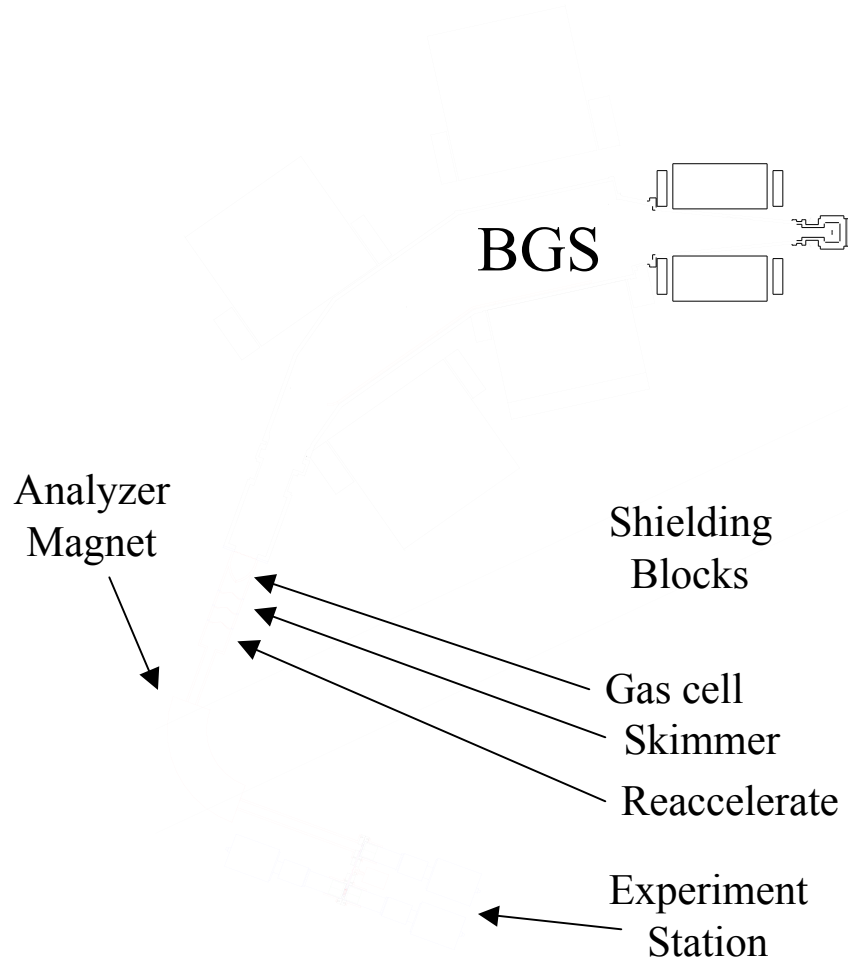 BGS
Analyzer
Magnet
Shielding
Blocks
Gas cell
Skimmer
Reaccelerate
Experiment
Station